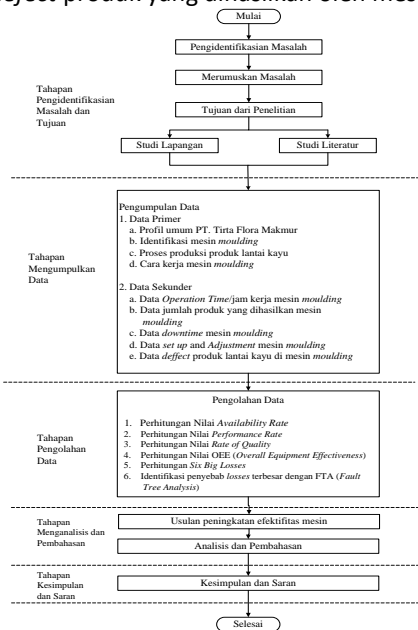 produk yang dihasilkan oleh
Mulai
Pengidentifikasian Masalah
Merumuskan Masalah
Tahapan
Pengidentifikasian
Masalah dan
Tujuan
Tujuan dari Penelitian
Studi Lapangan
Studi Literatur
Pengumpulan Data
1. Data Primer
a. Profil umum PT. Tirta Flora Makmur
b. Identifikasi mesin moulding
c. Proses produksi produk lantai kayu
d. Cara kerja mesin moulding
Tahapan
Mengumpulkan
Data
2. Data Sekunder
a. Data Operation Time/jam kerja mesin moulding
b. Data jumlah produk yang dihasilkan mesin
moulding
c. Data downtime mesin moulding
d. Data set up and Adjustment mesin moulding
e. Data deffect produk lantai kayu di mesin moulding
Pengolahan Data
Tahapan
Pengolahan
Data
1. Perhitungan Nilai Availability Rate
2. Perhitungan Nilai Performance Rate
3. Perhitungan Nilai Rate of Quality
4. Perhitungan Nilai OEE (Overall Equipment Effectiveness)
5. Perhitungan Six Big Losses
6. Identifikasi penyebab losses terbesar dengan FTA (Fault
Tree Analysis)
Tahapan
Menganalisis dan
Pembahasan
Usulan peningkatan efektifitas mesin
Analisis dan Pembahasan
Tahapan
Kesimpulan
dan Saran
Kesimpulan dan Saran
Selesai